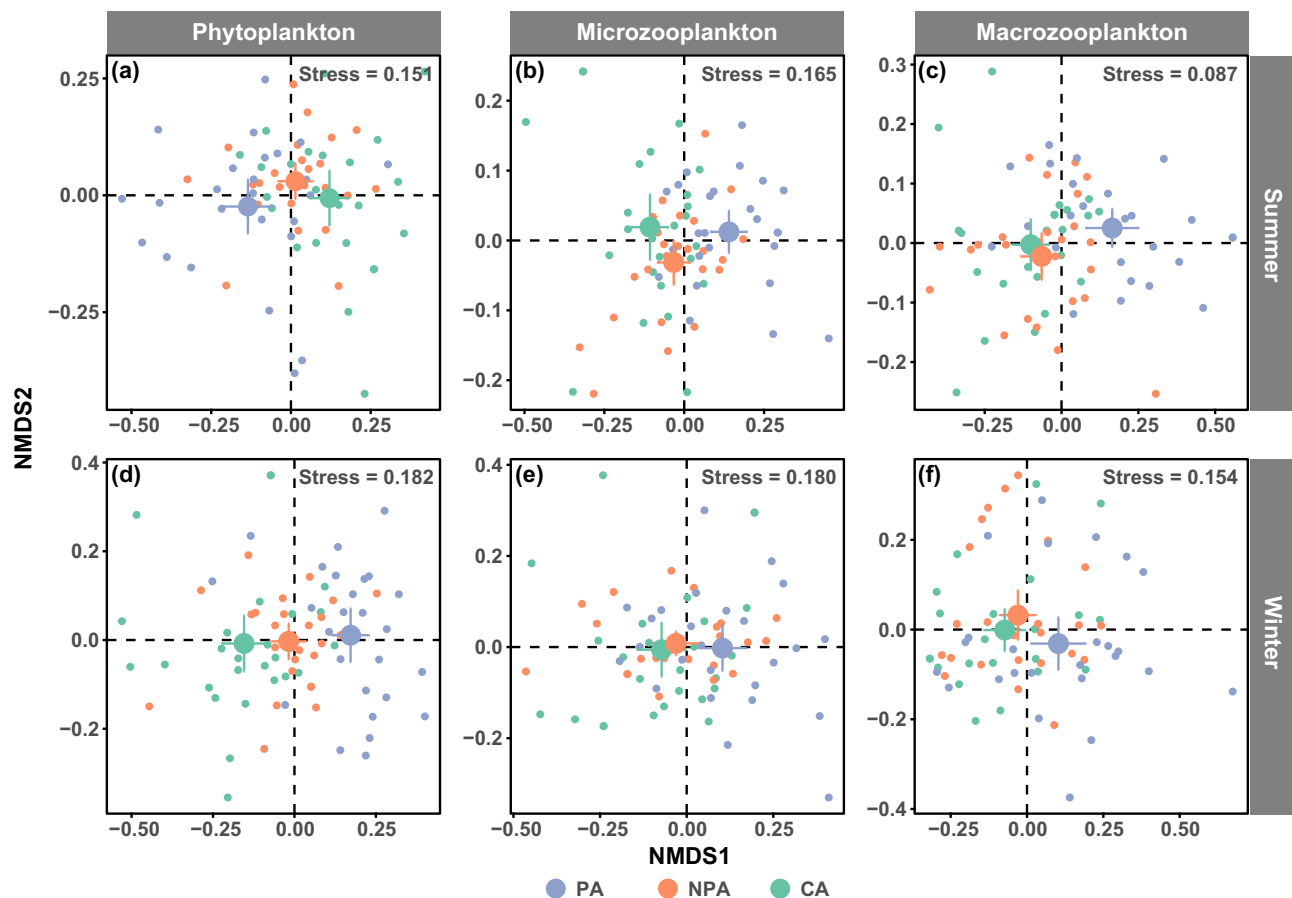 Phytoplankton
Microzooplankton
Macrozooplankton
(a)
Stress = 0.151
0.25
0.00
−0.25
−0.50
−0.25
0.00
0.25
(b)
Stress = 0.165
0.2
0.1
0.0
−0.1
−0.2
−0.50
−0.25
0.00
0.25
(c)
Stress = 0.087
0.3
0.2
0.1
0.0
−0.1
−0.2
−0.25
0.00
0.25
0.50
Summer
NMDS2
(d)
Stress = 0.182
0.4
0.2
0.0
−0.2
−0.50
−0.25
0.00
0.25
(e)
Stress = 0.180
0.4
0.2
0.0
−0.2
−0.50
−0.25
0.00
0.25
(f)
Stress = 0.154
0.2
0.0
−0.2
−0.4
−0.25
0.00
0.25
0.50
Winter
NMDS1
PA
NPA
CA